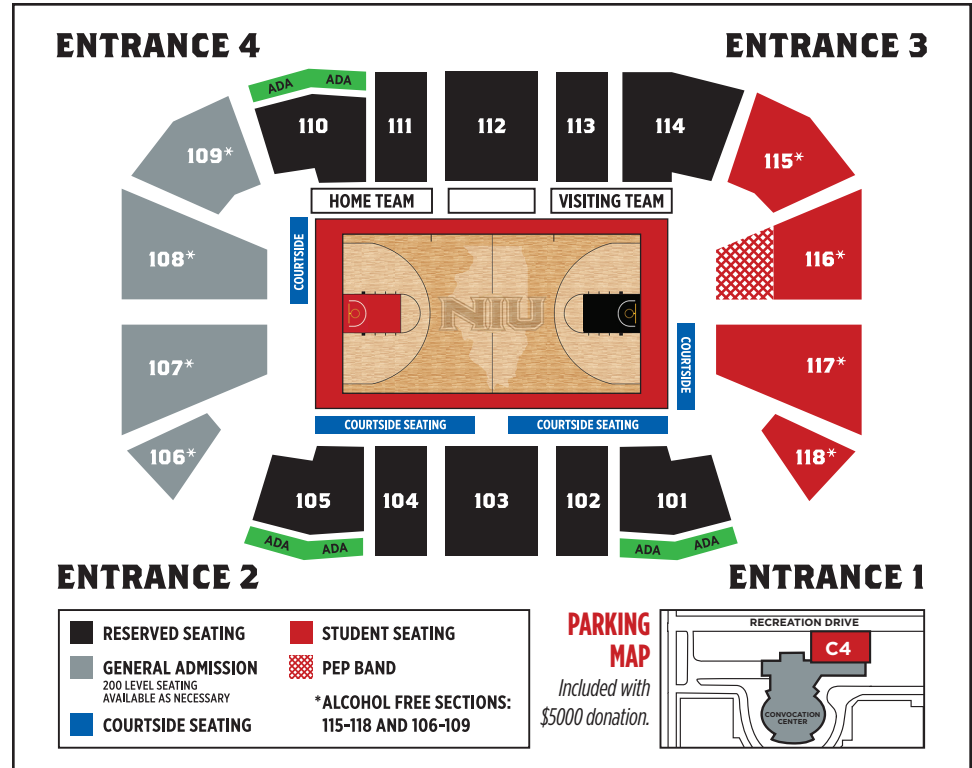 ENTRANCE 4
ENTRANCE 3
ADA
ADA
110
111
112
113
114
109*
115*
HOME TEAM
VISITING TEAM
108*
COURTSIDE
116*
NIU
107*
COURTSIDE
117*
COURTSIDE SEATING
COURTSIDE SEATING
106*
118*
105
104
103
102
101
ADA
ADA
ADA
ADA
ENTRANCE 2
ENTRANCE 1
RESERVED SEATING
GENERAL ADMISSION
200 LEVEL SEATING
AVAILABLE AS NECESSARY
COURTSIDE SEATING
STUDENT SEATING
PEP BAND
*ALCOHOL FREE SECTIONS:
115-118 AND 106-109
PARKING
MAP
Included with
$5000 donation.
RECREATION DRIVE
C4
CONVOCATION
CENTER